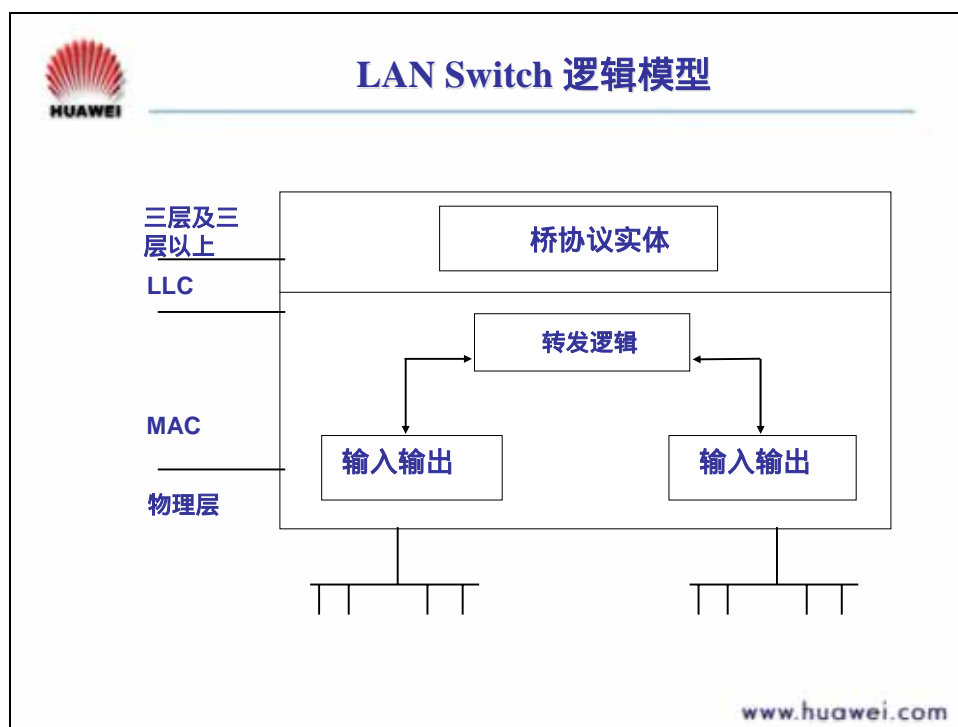 HUAWEI
LAN Switch 逻辑模型
三层及三
层以上
桥协议实体
LLC
转发逻辑
MAC
输入输出
输入输出
物理层
www.huawei.com